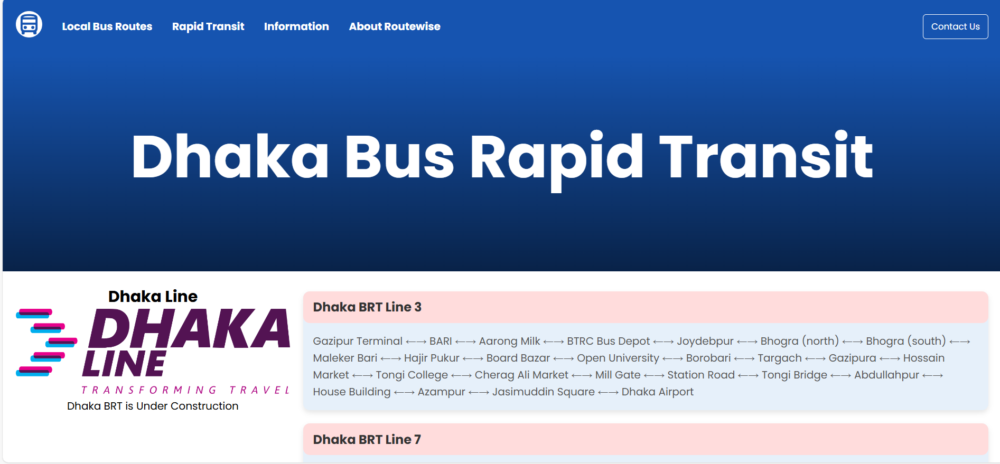 Local Bus Routes Rapid Transit Information About Routewise Contact Us
Dhaka Bus Rapid Transit
Dhaka Line
DHAKA
LINE
TRANSFORMING TRAVEL
Dhaka BRT is Under Construction
Dhaka BRT Line 3
Gazipur Terminal ←→ BARI ←→ Aarong Milk ←→ BTRC Bus Depot ←→ Joydebpur ←→ Bhogra (north) ←→ Bhogra (south) ←→
Maleker Bari ←→ Hajir Pukur ←→ Board Bazar ←→ Open University ←→ Borobari ←→ Targach ←→ Gazipura ←→ Hossain
Market ←→ Tongi College ←→ Cherag Ali Market ←→ Mill Gate ←→ Station Road ←→ Tongi Bridge ←→ Abdullahpur ←→
House Building ←→ Azampur ←→ Jasimuddin Square ←→ Dhaka Airport
Dhaka BRT Line 7